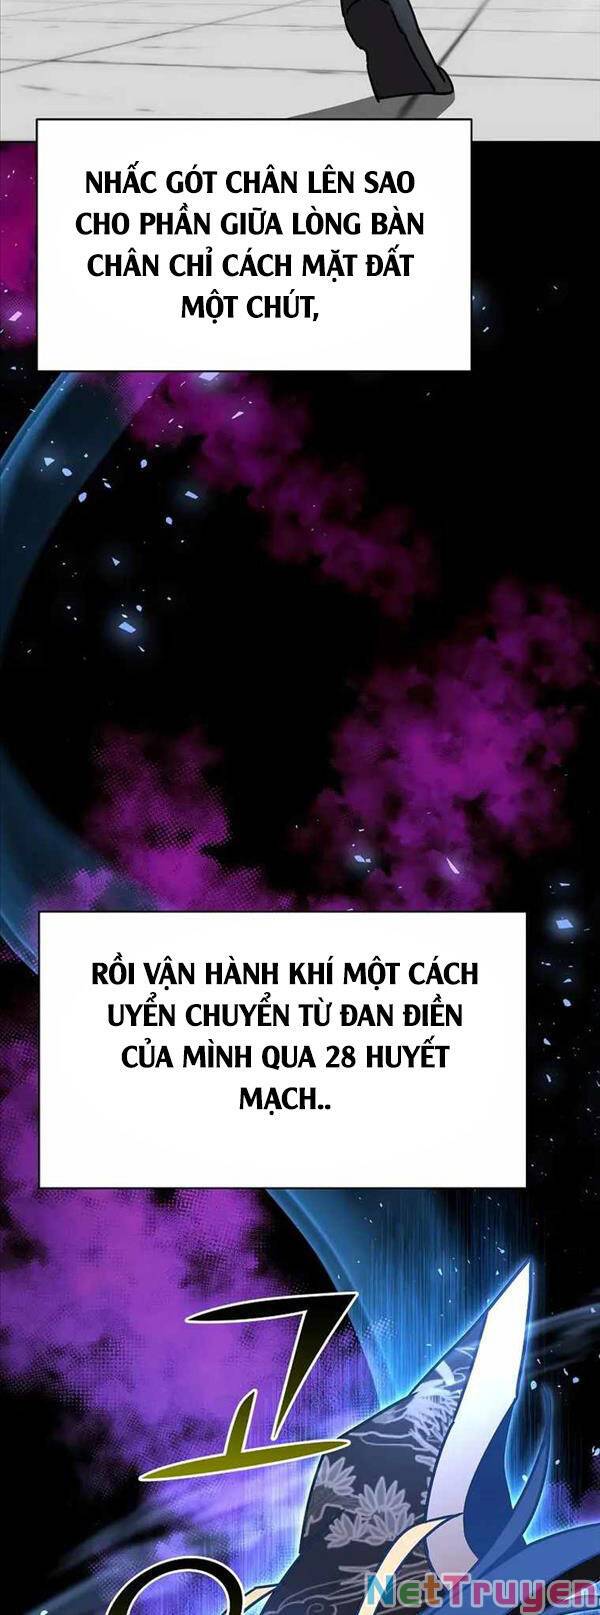 NHẤC GÓT CHÂN LÊN SAO
CHO PHẦN GIỮA LÒNG BÀN
CHÂN CHỈ CÁCH MẶT ĐẤT
MỘT CHÚT,
RỒI VẬN HÀNH KHÍ MỘT CÁCH
UYỂN CHUYỂN TỪ ĐAN ĐIỀN
CỦA MÌNH QUA 28 HUYẾT
MẠCH..
NetTruyen